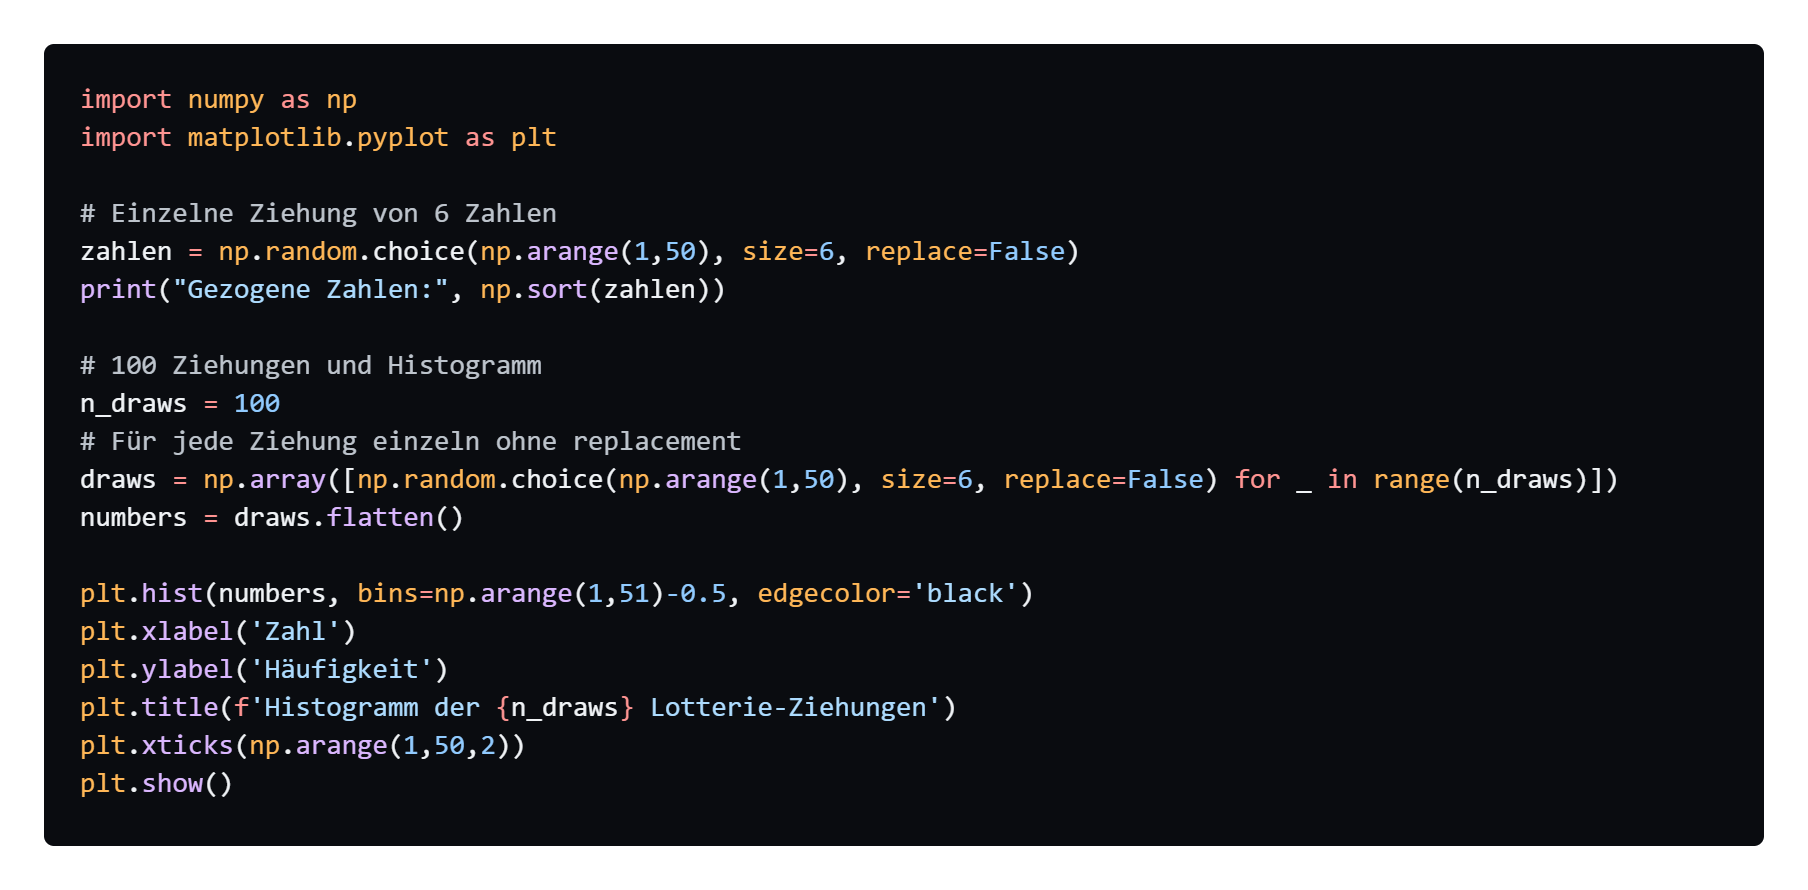 import numpy as np
import matplotlib.pyplot as plt
# Einzelne Ziehung von 6 Zahlen
zahlen = np.random.choice(np.arange(1,50), size=6, replace=False)
print("Gezogene Zahlen:", np.sort(zahlen))
# 100 Ziehungen und Histogramm
n_draws = 100
# Für jede Ziehung einzeln ohne replacement
draws = np.array([np.random.choice(np.arange(1,50), size=6, replace=False) for _ in range(n_draws)])
numbers = draws.flatten()
plt.hist(numbers, bins=np.arange(1,51)-0.5, edgecolor='black')
plt.xlabel('Zahl')
plt.ylabel('Häufigkeit')
plt.title(f'Histogramm der {n_draws} Lotterie-Ziehungen')
plt.xticks(np.arange(1,50,2))
plt.show()